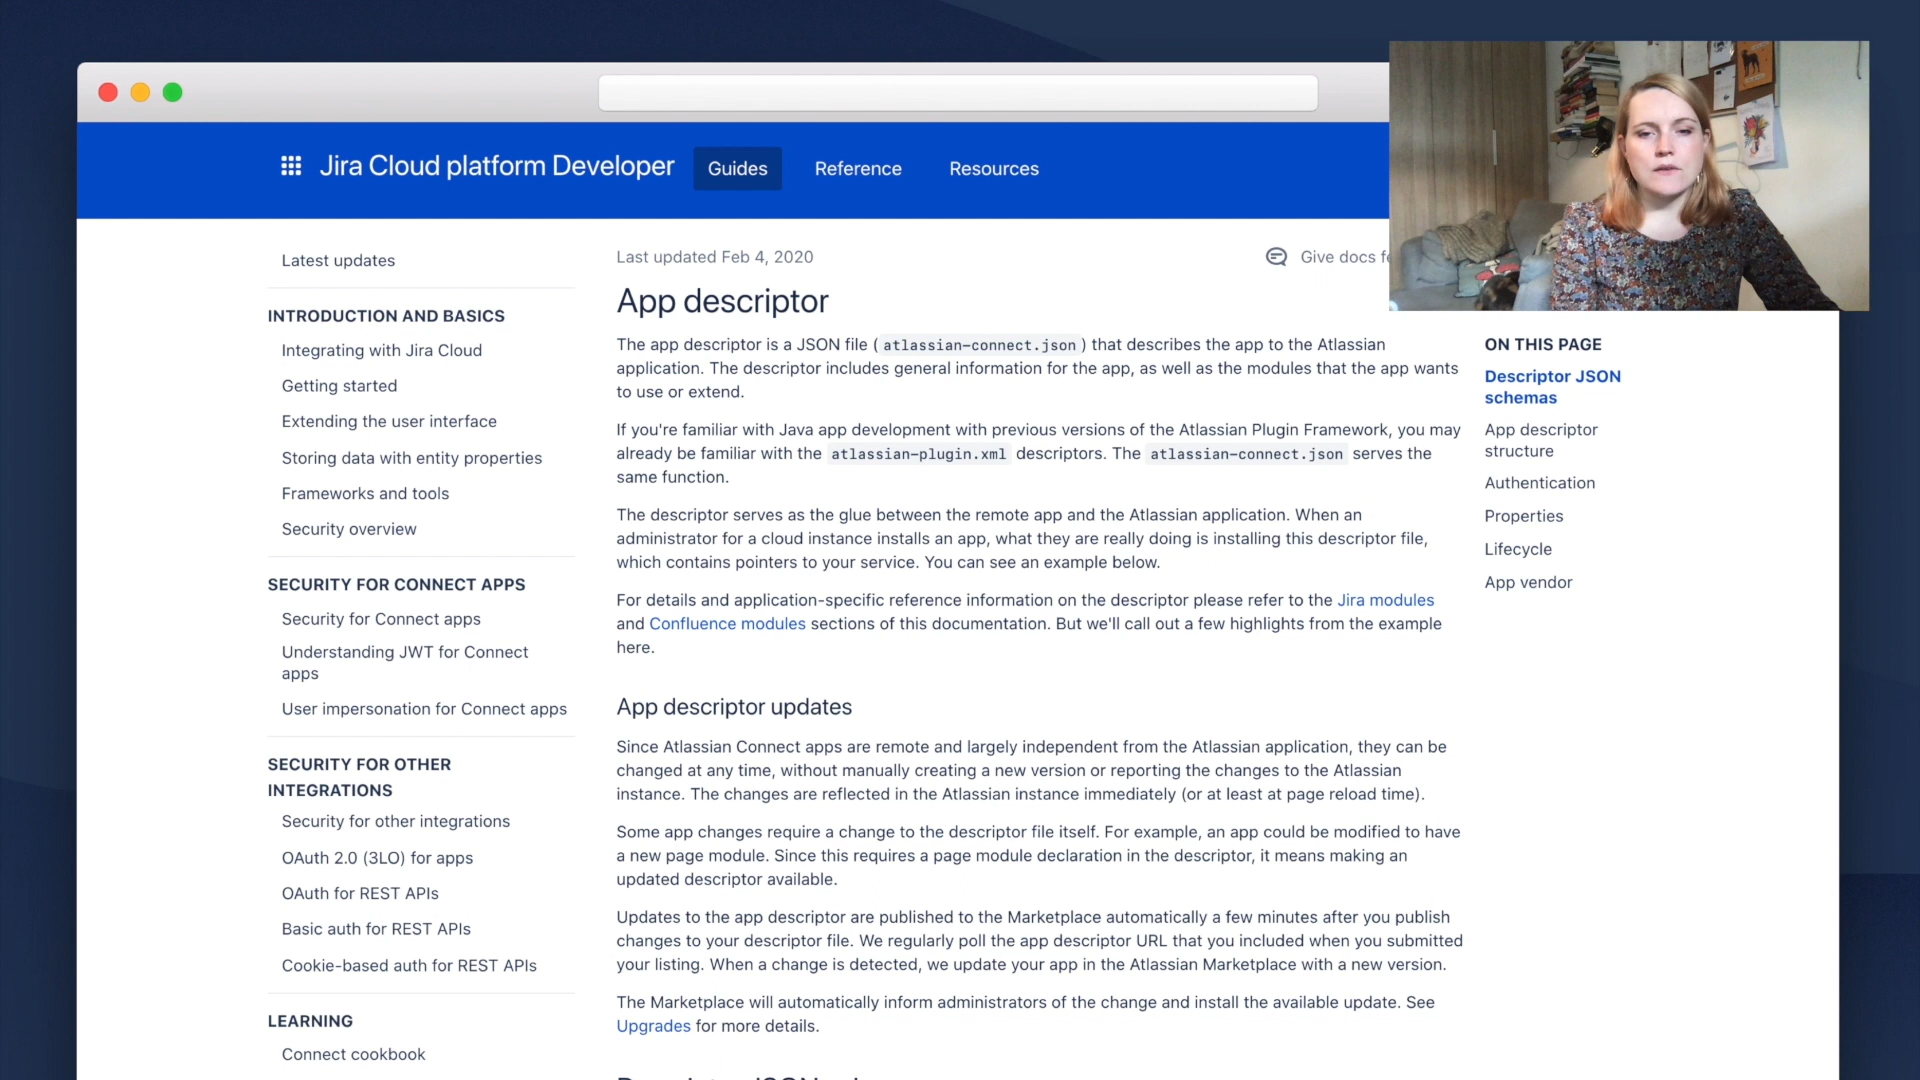 Jira Cloud platform Developer
Guides
Reference
Resources
Latest updates
INTRODUCTION AND BASICS
Integrating with Jira Cloud
Getting started
Extending the user interface
Storing data with entity properties
Frameworks and tools
Security overview
SECURITY FOR CONNECT APPS
Security for Connect apps
Understanding JWT for Connect
apps
User impersonation for Connect apps
SECURITY FOR OTHER
INTEGRATIONS
Security for other integrations
OAuth 2.0 (3LO) for apps
OAuth for REST APIs
Basic auth for REST APIs
Cookie-based auth for REST APIs
LEARNING
Connect cookbook
Last updated Feb 4, 2020
Give docs
App descriptor
The app descriptor is a JSON file ( atlassian-connect.json ) that describes the app to the Atlassian
application. The descriptor includes general information for the app, as well as the modules that the app wants
to use or extend.
If you're familiar with Java app development with previous versions of the Atlassian Plugin Framework, you may
already be familiar with the atlassian-plugin.xml descriptors. The atlassian-connect.json serves the
same function.
The descriptor serves as the glue between the remote app and the Atlassian application. When an
administrator for a cloud instance installs an app, what they are really doing is installing this descriptor file,
which contains pointers to your service. You can see an example below.
For details and application-specific reference information on the descriptor please refer to the Jira modules
and Confluence modules sections of this documentation. But we'll call out a few highlights from the example
here.
App descriptor updates
Since Atlassian Connect apps are remote and largely independent from the Atlassian application, they can be
changed at any time, without manually creating a new version or reporting the changes to the Atlassian
instance. The changes are reflected in the Atlassian instance immediately (or at least at page reload time).
Some app changes require a change to the descriptor file itself. For example, an app could be modified to have
a new page module. Since this requires a page module declaration in the descriptor, it means making an
updated descriptor available.
Updates to the app descriptor are published to the Marketplace automatically a few minutes after you publish
changes to your descriptor file. We regularly poll the app descriptor URL that you included when you submitted
your listing. When a change is detected, we update your app in the Atlassian Marketplace with a new version.
The Marketplace will automatically inform administrators of the change and install the available update. See
Upgrades for more details.
ON THIS PAGE
Descriptor JSON
schemas
App descriptor
structure
Authentication
Properties
Lifecycle
App vendor